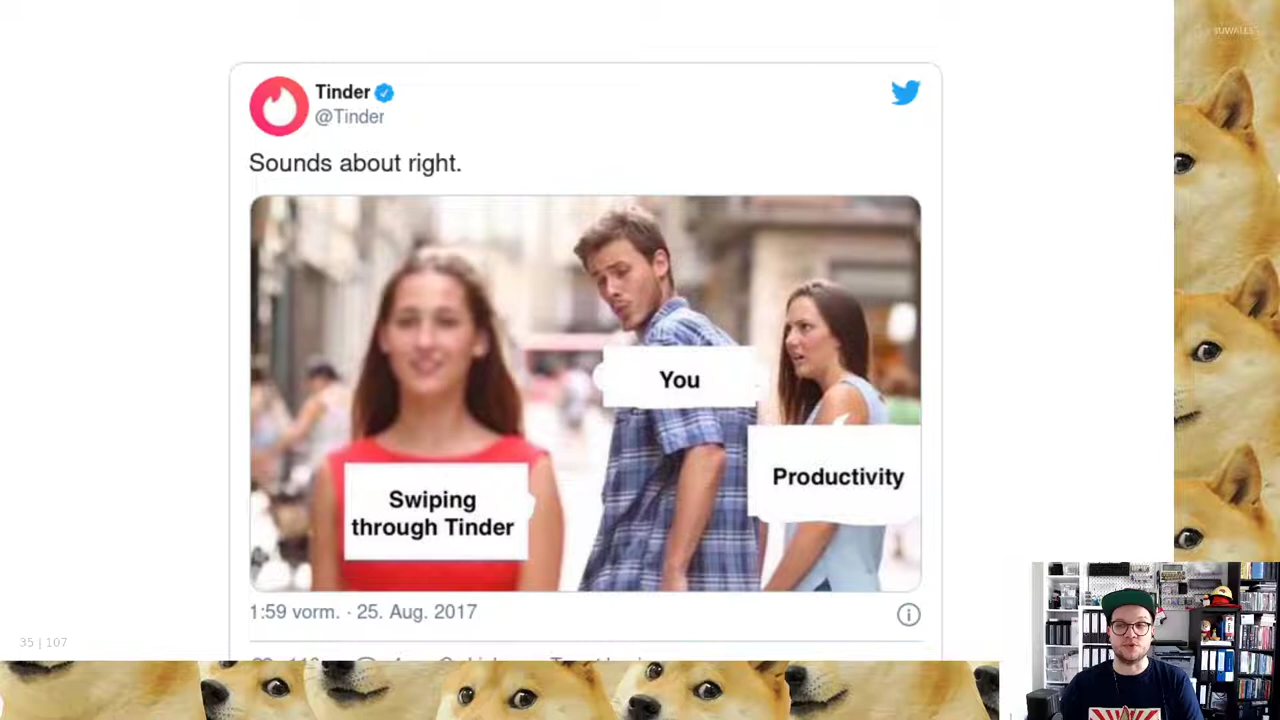 Tinder
@Tinder
Sounds about right.
You
Productivity
Swiping
through Tinder
1:59 vorm. · 25. Aug. 2017
35 | 107